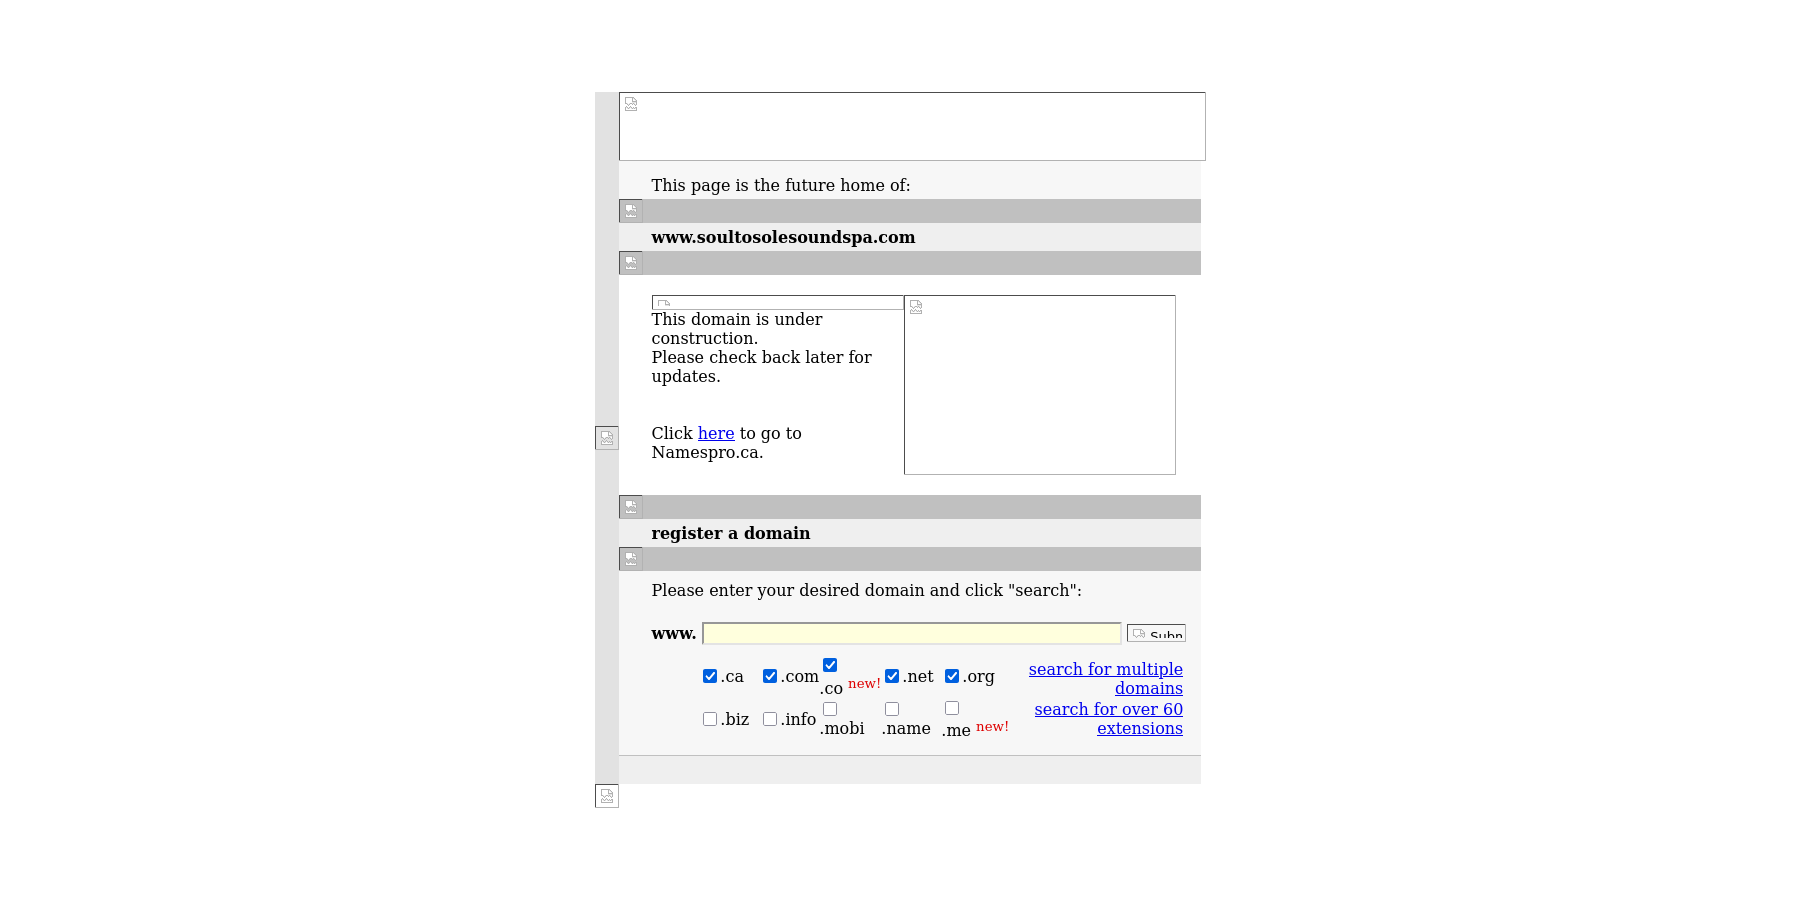 This page is the future home of:
www.soultosolesoundspa.com
This domain is under
construction.
Please check back later for
updates.
Click here to go to
Namespro.ca.
register a domain
Please enter your desired domain and click "search":
www.
.ca .com .co new! .net .org search for multiple
domains
.biz .info .mobi .name .me new! search for over 60
extensions